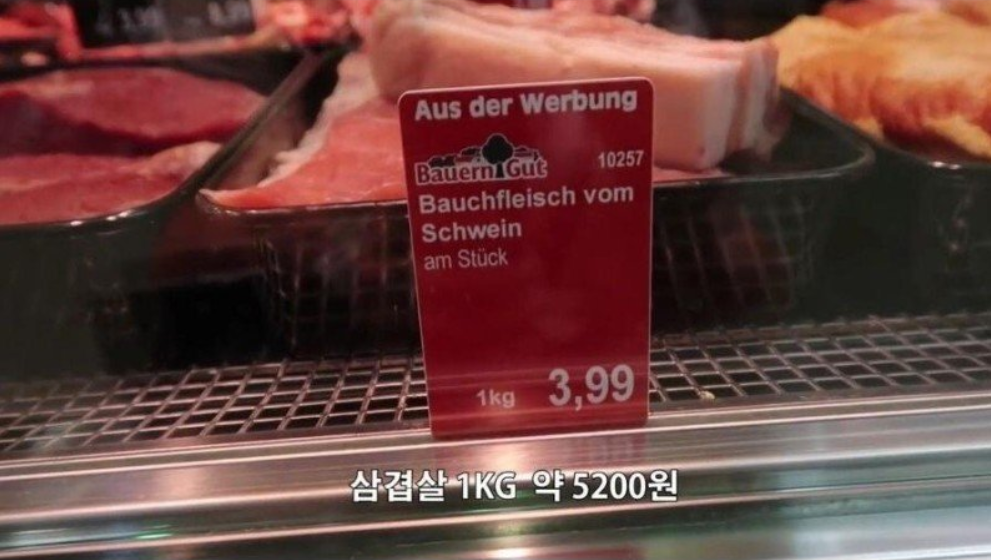 Aus der Werbung
Bauern Gut
10257
Bauchfleisch vom
Schwein
am Stück
1kg 3,99
삼겹살 1KG 약 5200원